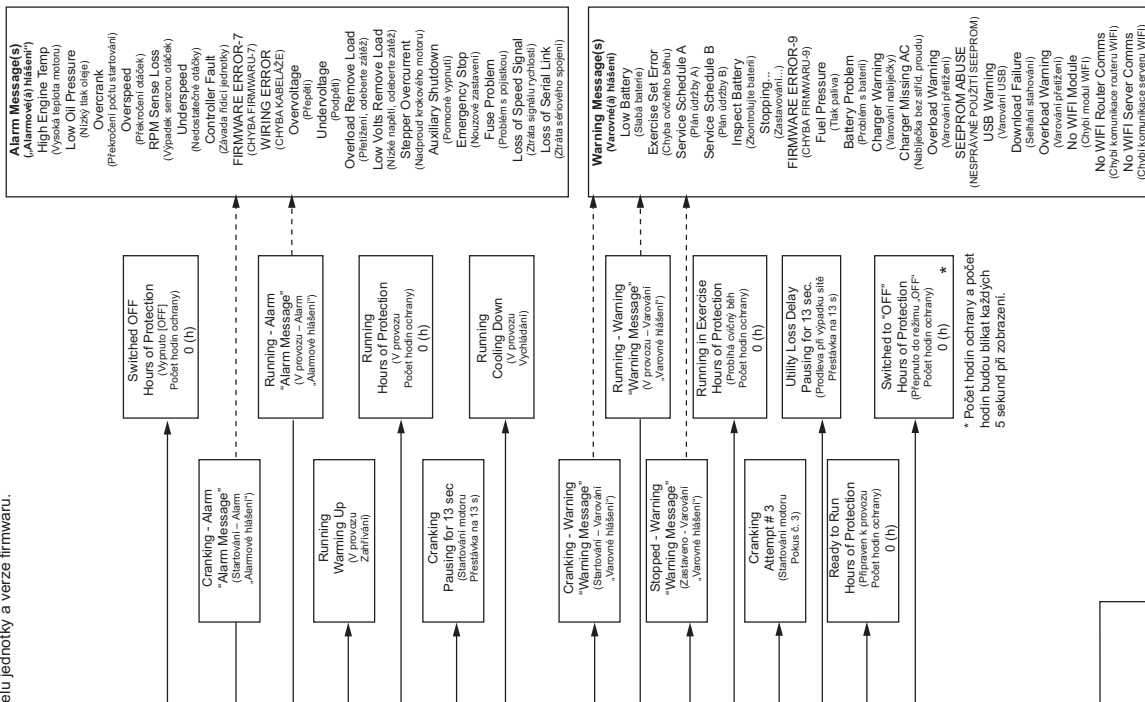 elu jednotky a verze firmwaru.
Switched OFF
Hours of Protection
(Vypnuto [OFF]
Počet hodin ochrany)
0 (h)
Cranking - Alarm
“Alarm Message”
(Startování – Alarm
„Alarmové hlášení“)
Running - Alarm
“Alarm Message”
(V provozu – Alarm
„Alarmové hlášení“)
Running
Warming Up
(V provozu
Zahřívání)
Running
Hours of Protection
(V provozu
Počet hodin ochrany)
0 (h)
Cranking
Pausing for 13 sec
(Startování motoru
Přestávka na 13 s)
Running
Cooling Down
(V provozu
Vychládání)
Alarm Message(s)
(„Alarmové(á) hlášení“)
High Engine Temp
(Vysoká teplota motoru)
Low Oil Pressure
(Nízký tlak oleje)
Overcrank
(Překročení počtu startování)
Overspeed
(Překročení otáček)
RPM Sense Loss
(Výpadek senzoru otáček)
Underspeed
(Nedostatečné otáčky)
Controller Fault
(Závada řídicí jednotky)
FIRMWARE ERROR-7
(CHYBA FIRMWARU-7)
WIRING ERROR
(CHYBA KABELÁŽE)
Overvoltage
(Přepětí)
Undervoltage
(Podpětí)
Overload Remove Load
(Přetížení, odeberte zátěž)
Low Volts Remove Load
(Nízké napětí, odeberte zátěž)
Stepper Overcurrent
(Nadproud krokového motoru)
Auxiliary Shutdown
(Pomocné vypnutí)
Emergency Stop
(Nouzové zastavení)
Fuse Problem
(Problém s pojistkou)
Loss of Speed Signal
(Ztráta signálu rychlosti)
Loss of Serial Link
(Ztráta sériového spojení)
Cranking - Warning
“Warning Message”
(Startování – Varování
„Varovné hlášení“)
Running - Warning
“Warning Message”
(V provozu – Varování
„Varovné hlášení“)
Stopped - Warning
“Warning Message”
(Zastaveno - Varování
„Varovné hlášení“)
Running in Exercise
Hours of Protection
(Probíhá cvičný běh
Počet hodin ochrany)
0 (h)
Cranking
Attempt # 3
(Startování motoru
Pokus č. 3)
Utility Loss Delay
Pausing for 13 sec.
(Prodleva při výpadku sítě
Přestávka na 13 s)
Ready to Run
Hours of Protection
(Připraven k provozu
Počet hodin ochrany)
0 (h)
Switched to “OFF”
Hours of Protection
(Přepnuto do režimu „OFF“
Počet hodin ochrany)
0 (h) *
* Počet hodin ochrany a počet
hodin budou blikat každých
5 sekund při zobrazení.
Warning Message(s)
(Varovné(á) hlášení)
Low Battery
(Slabá baterie)
Exercise Set Error
(Chyba cvičného běhu)
Service Schedule A
(Plán údržby A)
Service Schedule B
(Plán údržby B)
Inspect Battery
(Zkontrolujte baterii)
Stopping...
(Zastavování...)
FIRMWARE ERROR-9
(CHYBA FIRMWARU-9)
Fuel Pressure
(Tlak paliva)
Battery Problem
(Problém s baterií)
Charger Warning
(Varování nabíječky)
Charger Missing AC
(Nabíječka bez stříd. proudu)
Overload Warning
(Varování přetížení)
SEEPROM ABUSE
(NESPRÁVNÉ POUŽITÍ SEEPROM)
USB Warning
(Varování USB)
Download Failure
(Selhání stahování)
Overload Warning
(Varování přetížení)
No WIFI Module
(Chybí modul WIFI)
No WIFI Router Comms
(Chybí komunikace routeru WIFI)
No WIFI Server Comms
(Chybí komunikace serveru WIFI)